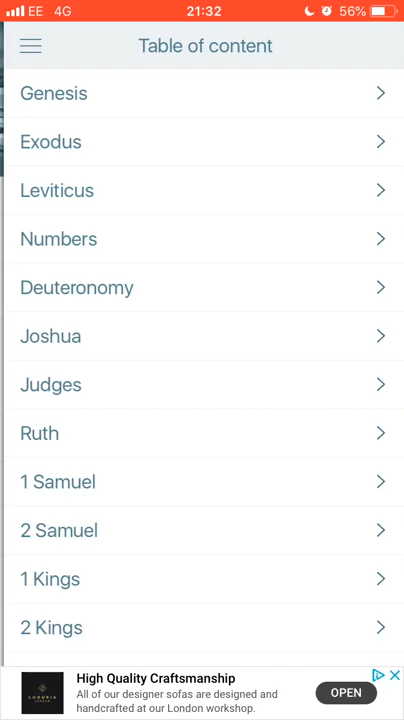 EE 4G 21:32 56%
Table of content
Genesis
Exodus
Leviticus
Numbers
Deuteronomy
Joshua
Judges
Ruth
1 Samuel
2 Samuel
1 Kings
2 Kings
LUXURIA
LONDON
High Quality Craftsmanship
All of our designer sofas are designed and
handcrafted at our London workshop.
OPEN